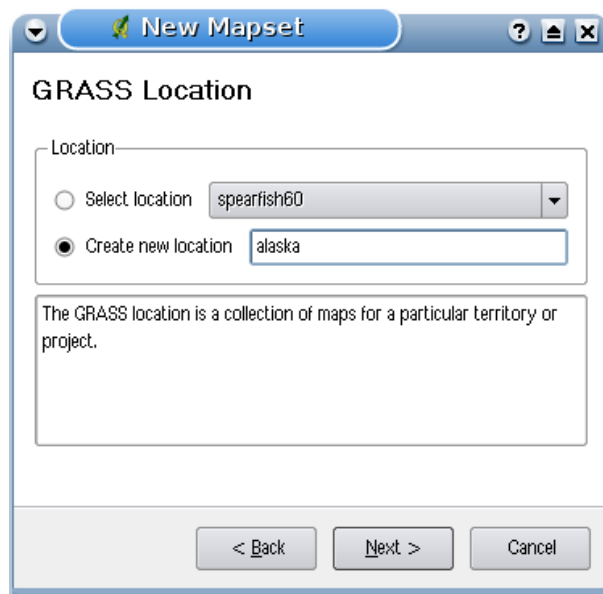 New Mapset
?
GRASS Location
Location
Select location spearfish60
Create new location alaska
The GRASS location is a collection of maps for a particular territory or
project.
< Back Next > Cancel